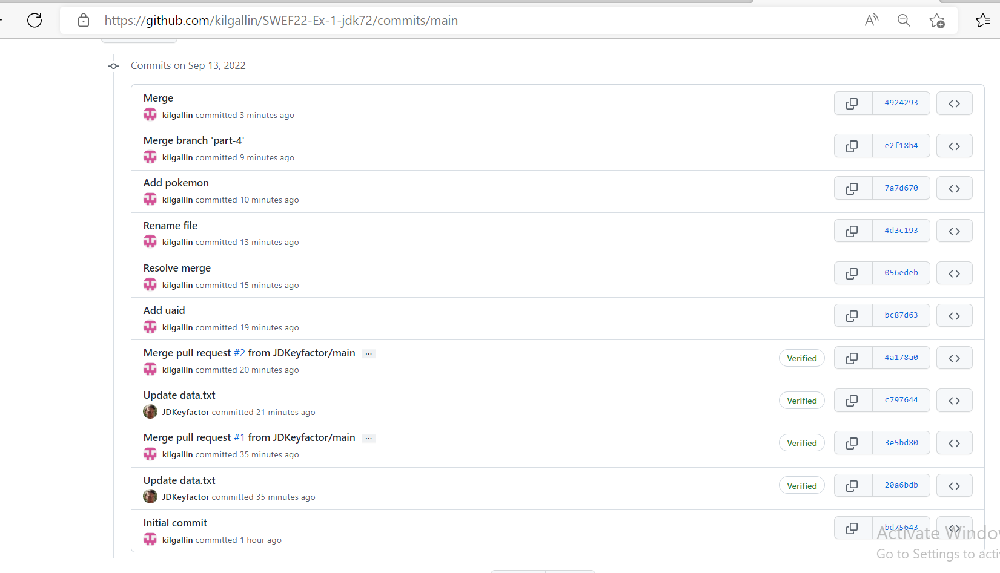 https://github.com/kilgallin/SWEF22-Ex-1-jdk72/commits/main
Commits on Sep 13, 2022
Merge
kilgallin committed 3 minutes ago
4924293
Merge branch 'part-4'
kilgallin committed 9 minutes ago
e2f18b4
Add pokemon
kilgallin committed 10 minutes ago
7a7d670
Rename file
kilgallin committed 13 minutes ago
4d3c193
Resolve merge
kilgallin committed 15 minutes ago
056edeb
Add uaid
kilgallin committed 19 minutes ago
bc87d63
Merge pull request #2 from JDKeyfactor/main ...
kilgallin committed 20 minutes ago
Verified
4a178a0
Update data.txt
JDKeyfactor committed 21 minutes ago
Verified
c797644
Merge pull request #1 from JDKeyfactor/main ...
kilgallin committed 35 minutes ago
Verified
3e5bd80
Update data.txt
JDKeyfactor committed 35 minutes ago
Verified
20a6bdb
Initial commit
kilgallin committed 1 hour ago
bd75643
Activate Windo
Go to Settings to acti